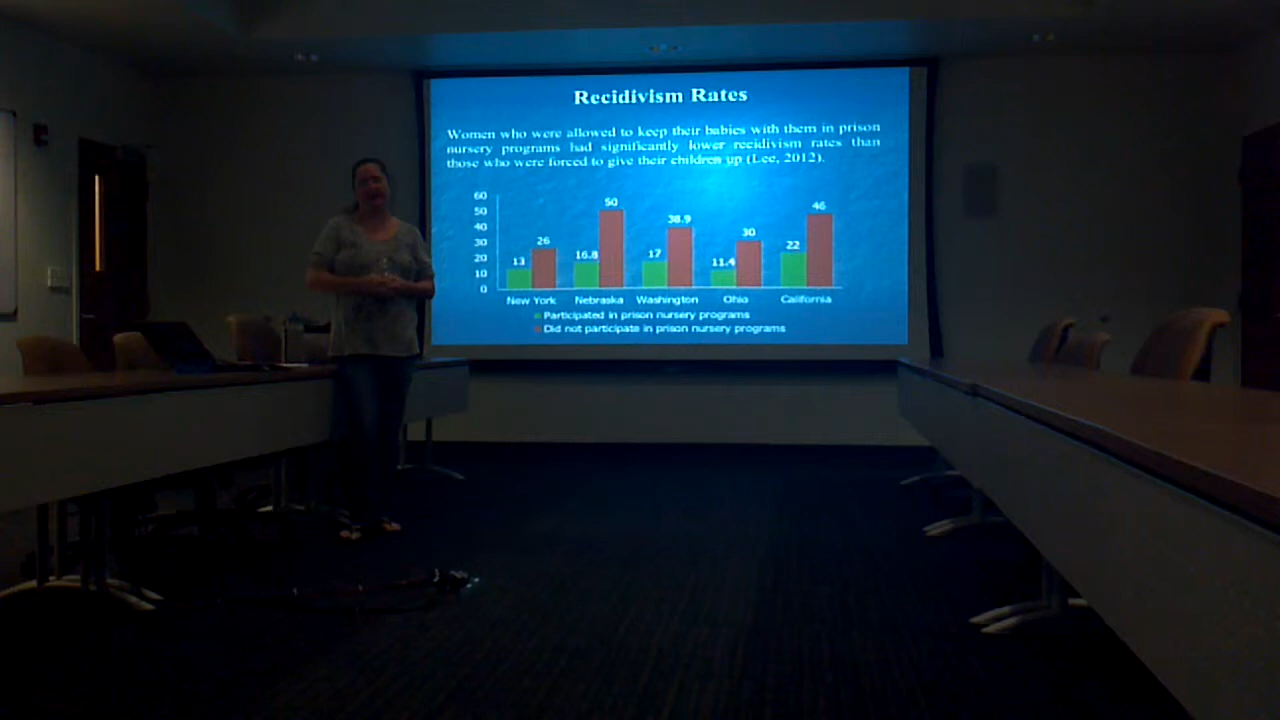 Recidivism Rates
Women who were allowed to keep their babies with them in prison
nursery programs had significantly lower recidivism rates than
those who were forced to give their children up (Lee, 2012).
60
50
40
30
20
10
0
13 26 16.8 50 17 38.9 11.4 30 22 46
New York Nebraska Washington Ohio California
Participated in prison nursery programs
Did not participate in prison nursery programs